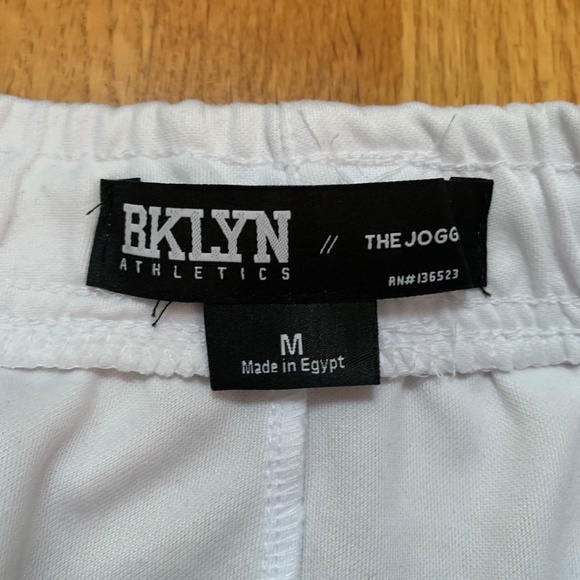 BKLYN // THE JOGG
ATHLETICS
RN#136523
M
Made in Egypt